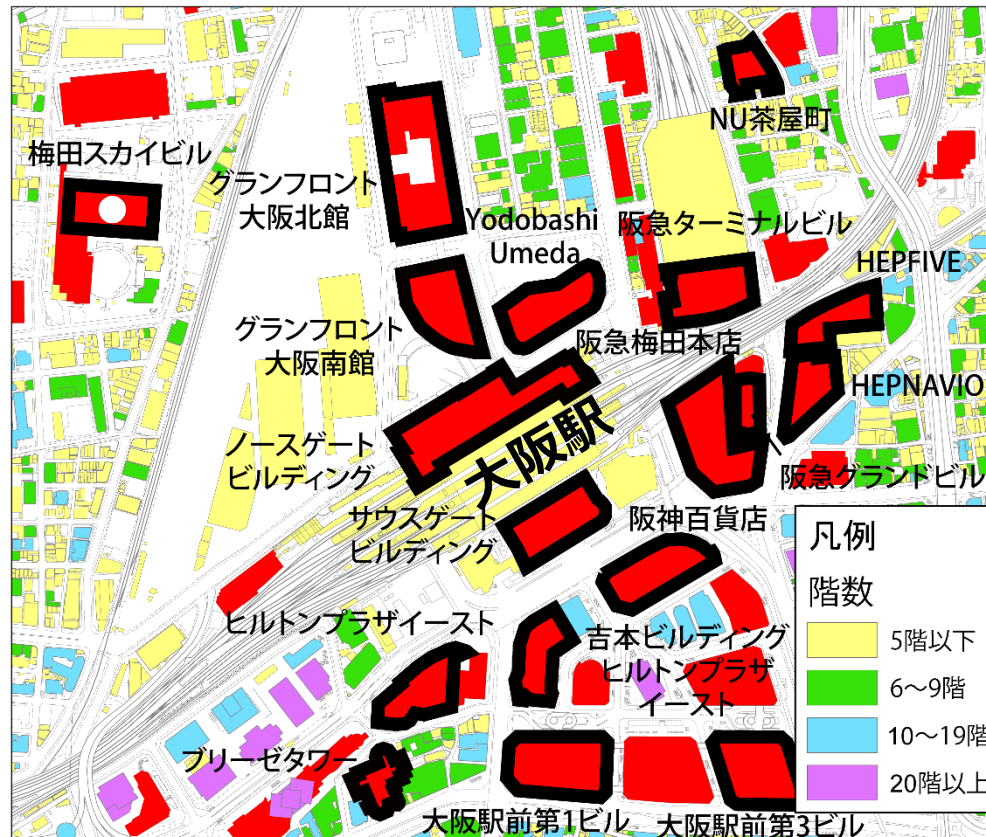 NU茶屋町
梅田スカイビル
グランフロント
大阪北館
Yodobashi
Umeda
阪急ターミナルビル
HEPFIVE
グランフロント
大阪南館
阪急梅田本店
HEPNAVIO
大阪駅
ノースゲート
ビルディング
阪急グランドビル
サウスゲート
ビルディング
阪神百貨店
凡例
階数
5階以下
6〜9階
10〜19階
20階以上
ヒルトンプラザイースト
吉本ビルディング
ヒルトンプラザ
イースト
ブリーゼタワー
大阪駅前第1ビル
大阪駅前第3ビル